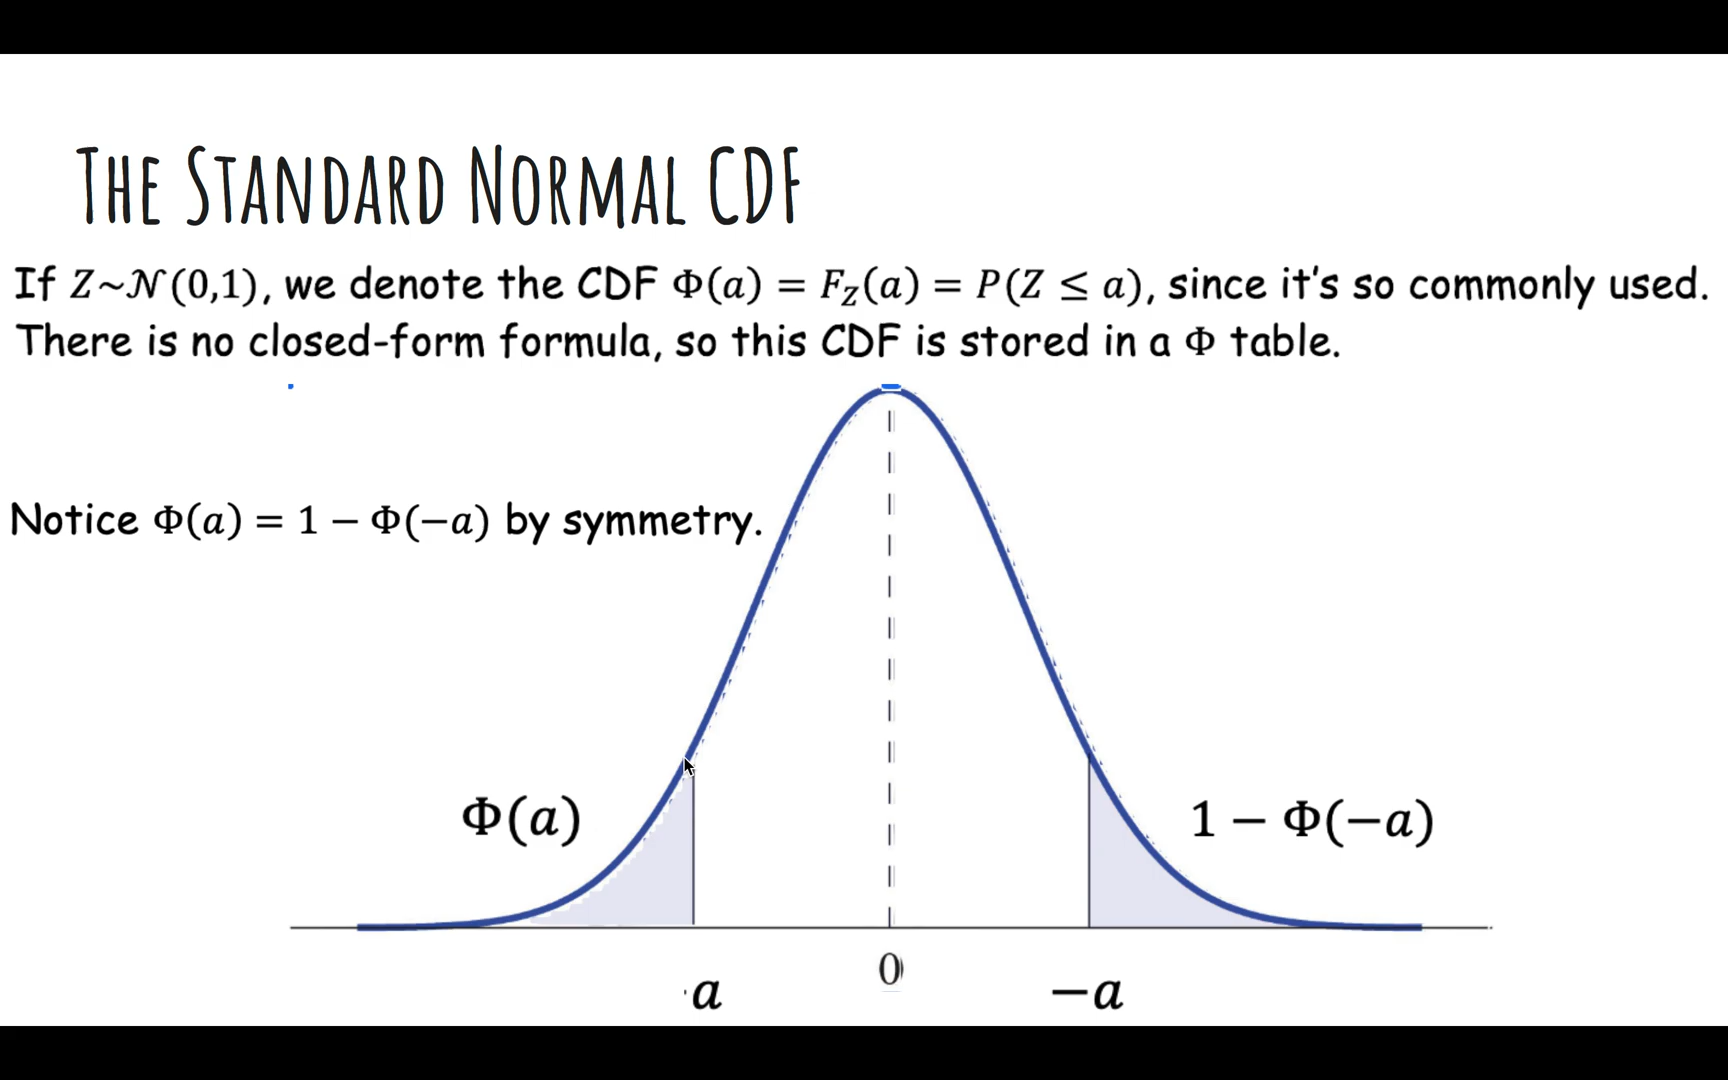 THE STANDARD NORMAL CDF
If Z~𝒩(0,1), we denote the CDF Φ(a) = F_Z(a) = P(Z ≤ a), since it's so commonly used.
There is no closed-form formula, so this CDF is stored in a Φ table.
Notice Φ(a) = 1 − Φ(−a) by symmetry.
Φ(a)
1 − Φ(−a)
a
0
−a